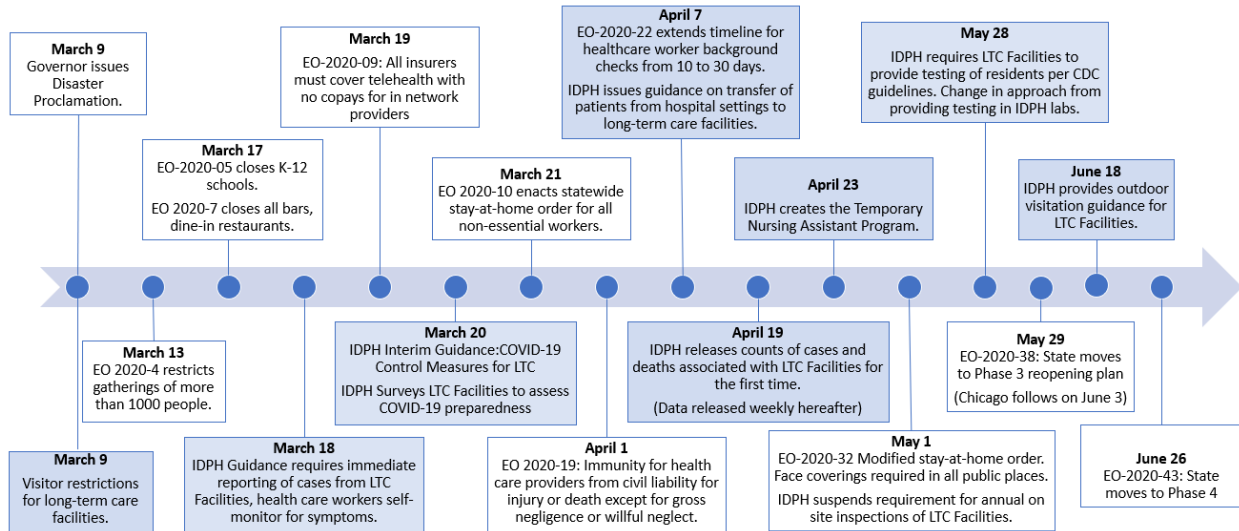 March 9
Governor issues
Disaster
Proclamation.
March 9
Visitor restrictions
for long-term care
facilities.
March 13
EO 2020-4 restricts
gatherings of more
than 1000 people.
March 17
EO-2020-05 closes K-12
schools.
EO 2020-7 closes all bars,
dine-in restaurants.
March 18
IDPH Guidance requires immediate
reporting of cases from LTC
Facilities, health care workers self-
monitor for symptoms.
March 19
EO-2020-09: All insurers
must cover telehealth with
no copays for in network
providers
March 20
IDPH Interim Guidance:COVID-19
Control Measures for LTC
IDPH Surveys LTC Facilities to assess
COVID-19 preparedness
March 21
EO 2020-10 enacts statewide
stay-at-home order for all
non-essential workers.
April 1
EO 2020-19: Immunity for health
care providers from civil liability for
injury or death except for gross
negligence or willful neglect.
April 7
EO-2020-22 extends timeline for
healthcare worker background
checks from 10 to 30 days.
IDPH issues guidance on transfer of
patients from hospital settings to
long-term care facilities.
April 19
IDPH releases counts of cases and
deaths associated with LTC Facilities for
the first time.
(Data released weekly hereafter)
April 23
IDPH creates the Temporary
Nursing Assistant Program.
May 1
EO-2020-32 Modified stay-at-home order.
Face coverings required in all public places.
IDPH suspends requirement for annual on
site inspections of LTC Facilities.
May 28
IDPH requires LTC Facilities to
provide testing of residents per CDC
guidelines. Change in approach from
providing testing in IDPH labs.
May 29
EO-2020-38: State moves
to Phase 3 reopening plan
(Chicago follows on June 3)
June 18
IDPH provides outdoor
visitation guidance for
LTC Facilities.
June 26
EO-2020-43: State
moves to Phase 4